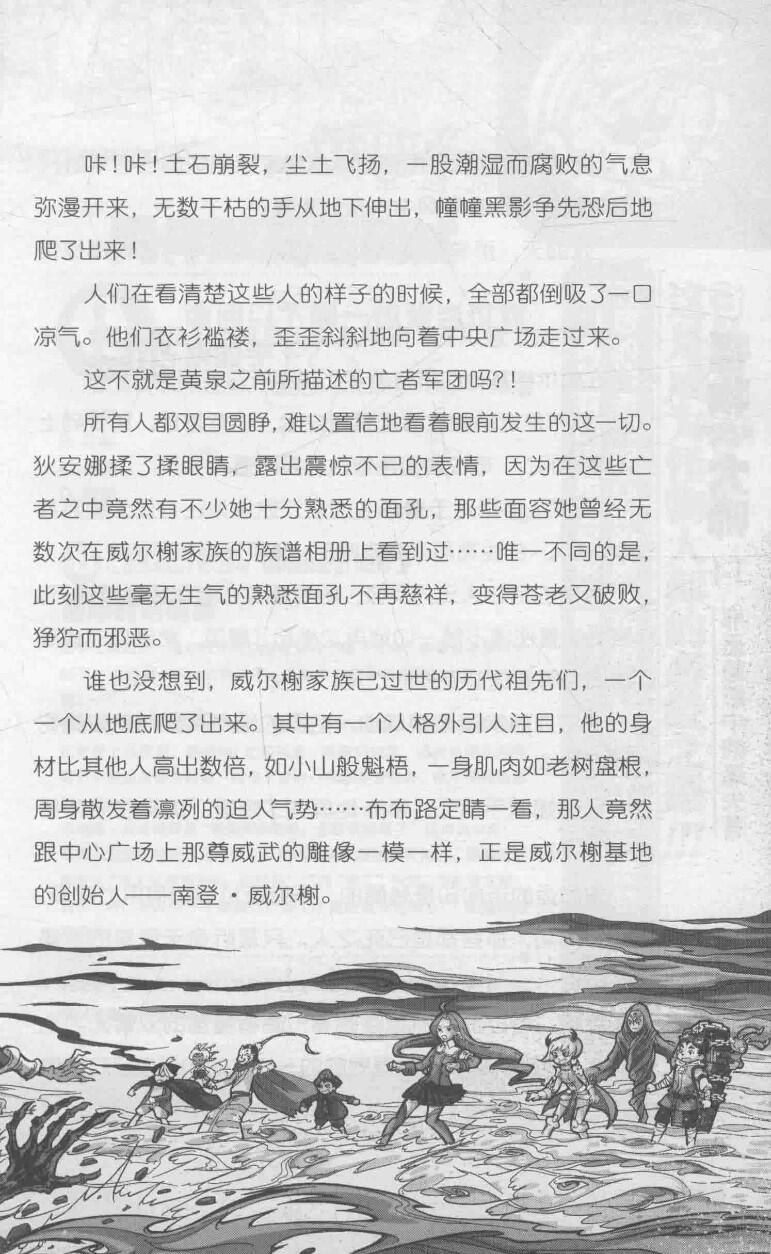 咔！咔！土石崩裂，尘土飞扬，一股潮湿而腐败的气息
弥漫开来，无数干枯的手从地下伸出，幢幢黑影争先恐后地
爬了出来！
人们在看清楚这些人的样子的时候，全部都倒吸了一口
凉气。他们衣衫褴褛，歪歪斜斜地向着中央广场走过来。
这不就是黄泉之前所描述的亡者军团吗?！
所有人都双目圆睁，难以置信地看着眼前发生的这一切。
狄安娜揉了揉眼睛，露出震惊不已的表情，因为在这些亡
者之中竟然有不少她十分熟悉的面孔，那些面容她曾经无
数次在威尔榭家族的族谱相册上看到过……唯一不同的是，
此刻这些毫无生气的熟悉面孔不再慈祥，变得苍老又破败，
狰狞而邪恶。
谁也没想到，威尔榭家族已过世的历代祖先们，一个
一个从地底爬了出来。其中有一个人格外引人注目，他的身
材比其他人高出数倍，如小山般魁梧，一身肌肉如老树盘根，
周身散发着凛冽的迫人气势……布布路定睛一看，那人竟然
跟中心广场上那尊威武的雕像一模一样，正是威尔榭基地
的创始人——南登·威尔榭。